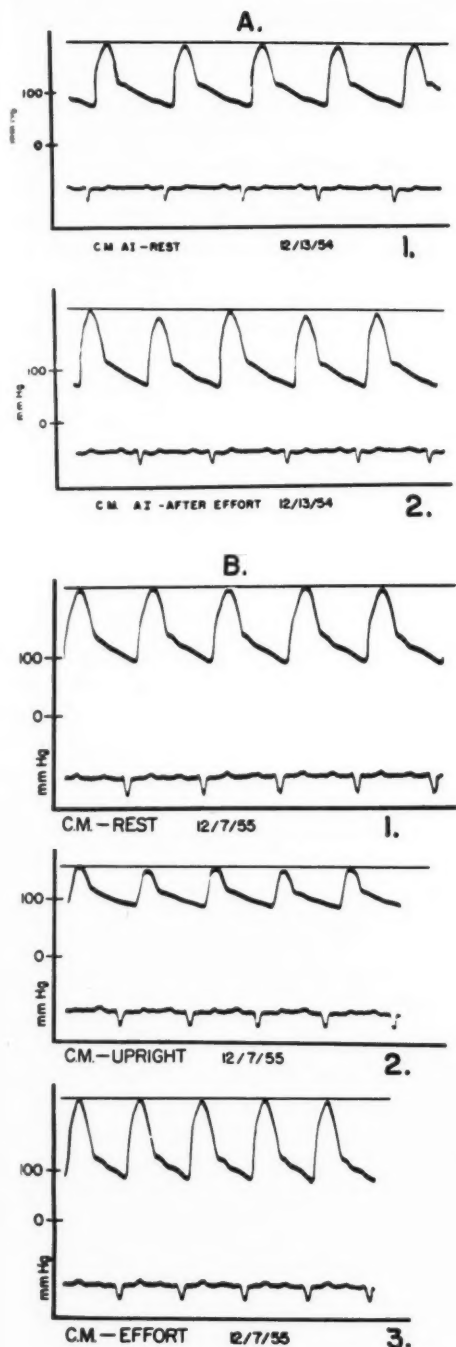 A.
100
0
mm Hg
C.M. AI – REST 12/13/54 1.
100
0
mm Hg
C.M. AI – AFTER EFFORT 12/13/54 2.
B.
100
0
mm Hg
C.M. – REST 12/7/55 1.
100
0
mm Hg
C.M. – UPRIGHT 12/7/55 2.
100
0
mm Hg
C.M. – EFFORT 12/7/55 3.